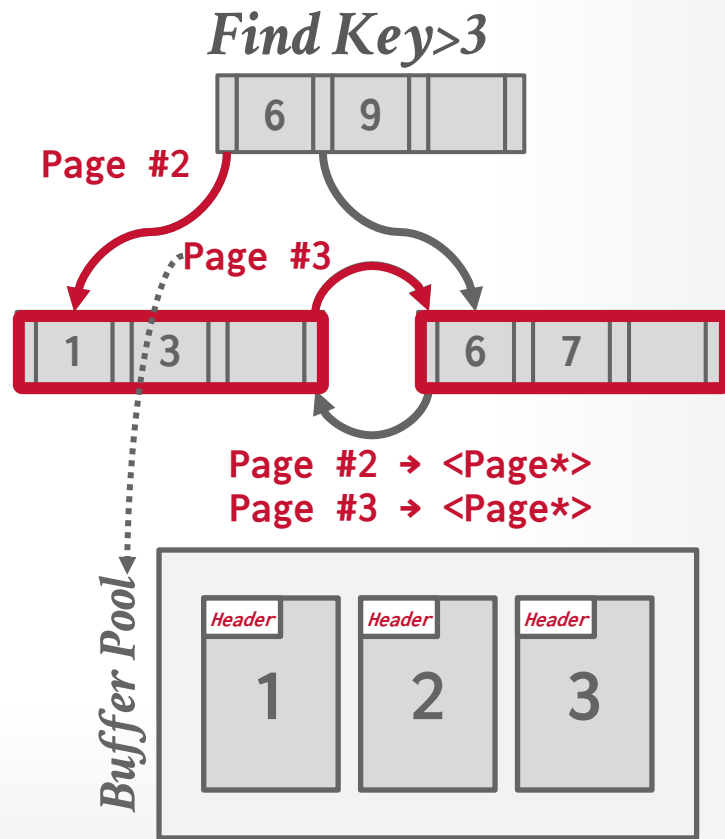 Find Key>3
6 9
Page #2
Page #3
1 3
6 7
Page #2 → <Page*>
Page #3 → <Page*>
Buffer Pool
Header Header Header
1 2 3